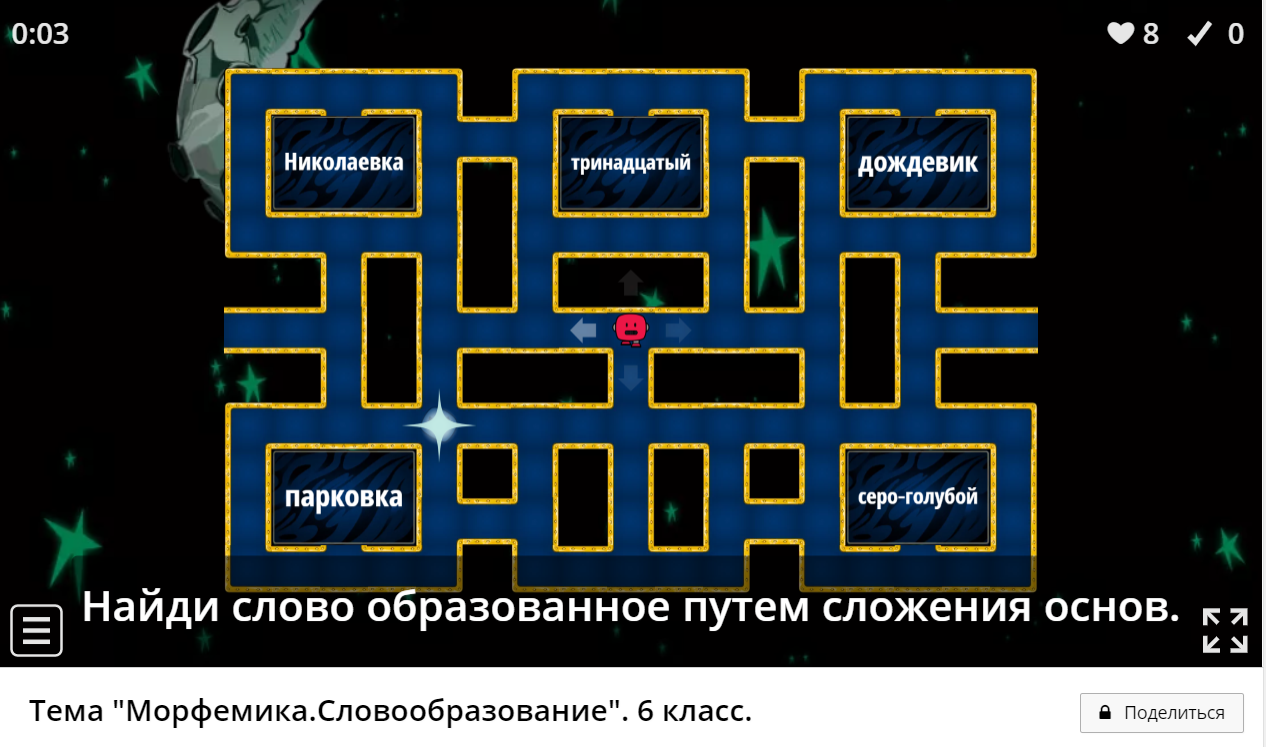 0:03
8
0
Николаевка
тринадцатый
дождевик
парковка
серо-голубой
Найди слово образованное путем сложения основ.
Тема "Морфемика.Словообразование". 6 класс.
Поделиться